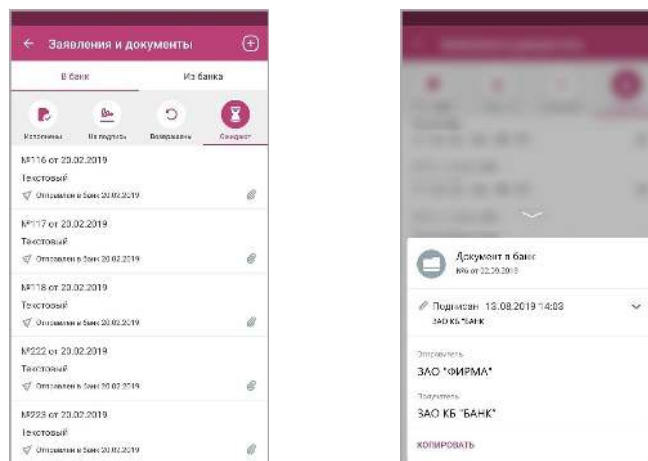 Заявления и документы
В банк
Из банка
Исполнены
На подпись
Возвращены
Ожидают
№116 от 20.02.2019
Текстовый
Отправлен в банк 20.02.2019
№117 от 20.02.2019
Текстовый
Отправлен в банк 20.02.2019
№118 от 20.02.2019
Текстовый
Отправлен в банк 20.02.2019
№222 от 20.02.2019
Текстовый
Отправлен в банк 20.02.2019
№223 от 20.02.2019
Текстовый
Отправлен в банк 20.02.2019
Документ в банк
№6 от
Подписан 13.08.2019 14:03
ЗАО КБ "БАНК"
Отправитель
ЗАО "ФИРМА"
Получатель
ЗАО КБ "БАНК"
КОПИРОВАТЬ